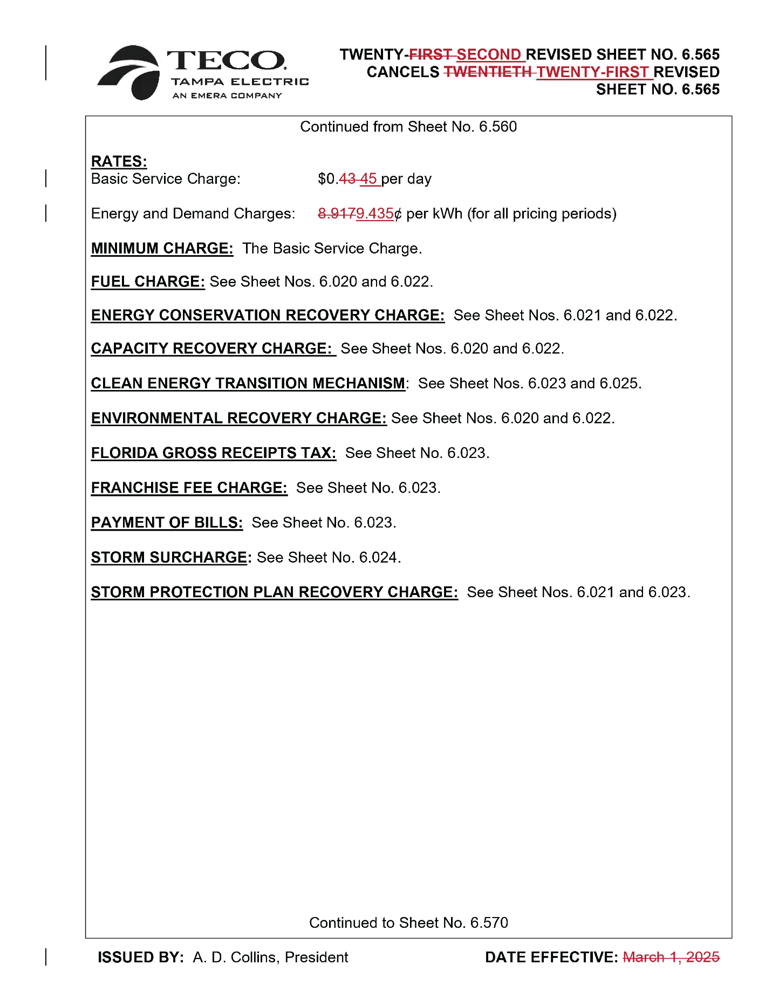 TECO.
TAMPA ELECTRIC
AN EMERA COMPANY
TWENTY-FIRST SECOND REVISED SHEET NO. 6.565
CANCELS TWENTIETH TWENTY-FIRST REVISED
SHEET NO. 6.565
Continued from Sheet No. 6.560
RATES:
Basic Service Charge: $0.43 45 per day
Energy and Demand Charges: 8.9179.435¢ per kWh (for all pricing periods)
MINIMUM CHARGE: The Basic Service Charge.
FUEL CHARGE: See Sheet Nos. 6.020 and 6.022.
ENERGY CONSERVATION RECOVERY CHARGE: See Sheet Nos. 6.021 and 6.022.
CAPACITY RECOVERY CHARGE: See Sheet Nos. 6.020 and 6.022.
CLEAN ENERGY TRANSITION MECHANISM: See Sheet Nos. 6.023 and 6.025.
ENVIRONMENTAL RECOVERY CHARGE: See Sheet Nos. 6.020 and 6.022.
FLORIDA GROSS RECEIPTS TAX: See Sheet No. 6.023.
FRANCHISE FEE CHARGE: See Sheet No. 6.023.
PAYMENT OF BILLS: See Sheet No. 6.023.
STORM SURCHARGE: See Sheet No. 6.024.
STORM PROTECTION PLAN RECOVERY CHARGE: See Sheet Nos. 6.021 and 6.023.
Continued to Sheet No. 6.570
ISSUED BY: A. D. Collins, President
DATE EFFECTIVE: March 1, 2025